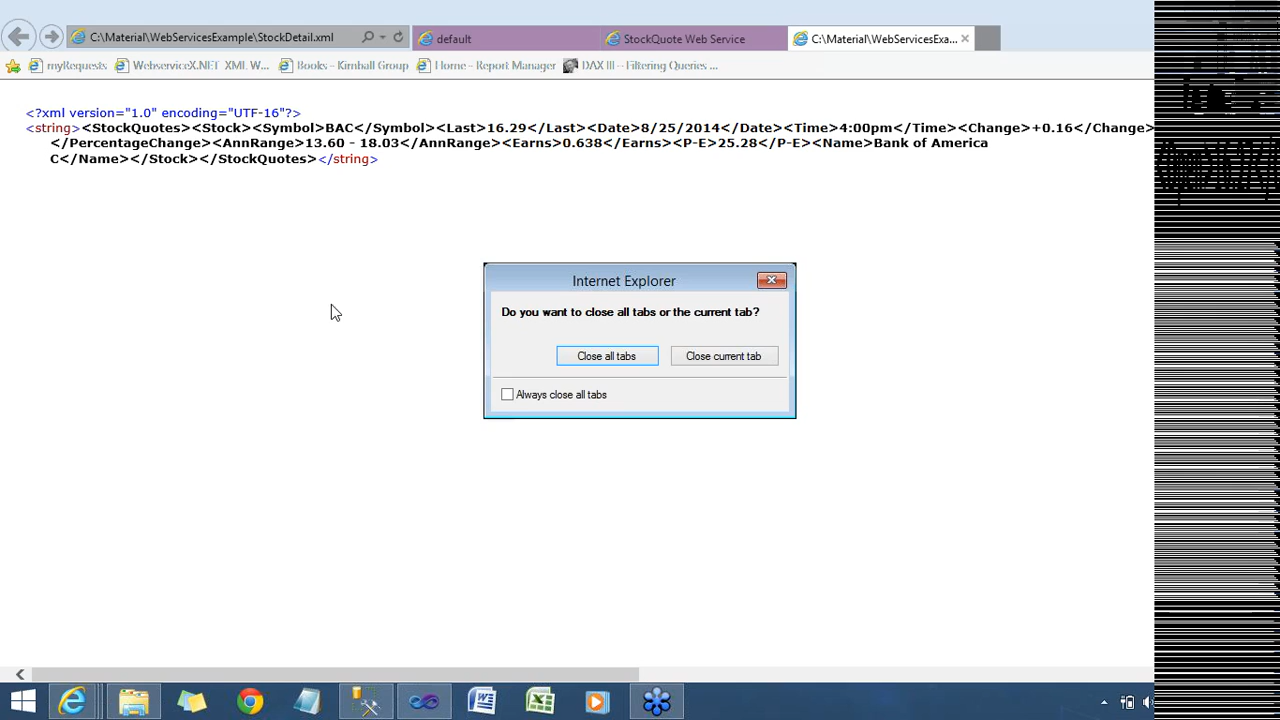 C:\Material\WebServicesExample\StockDetail.xml
default
StockQuote Web Service
C:\Material\WebServicesExa...
myRequests
WebserviceX.NET XML W...
Books - Kimball Group
Home - Report Manager
DAX II -- Filtering Queries ...
<?xml version="1.0" encoding="UTF-16"?>
<string><StockQuotes><Stock><Symbol>BAC</Symbol><Last>16.29</Last><Date>8/25/2014</Date><Time>4:00pm</Time><Change>+0.16</Change>
</PercentageChange><AnnRange>13.60 - 18.03</AnnRange><Earns>0.638</Earns><P-E>25.28</P-E><Name>Bank of America
C</Name></Stock></StockQuotes></string>
Internet Explorer
Do you want to close all tabs or the current tab?
Close all tabs
Close current tab
Always close all tabs